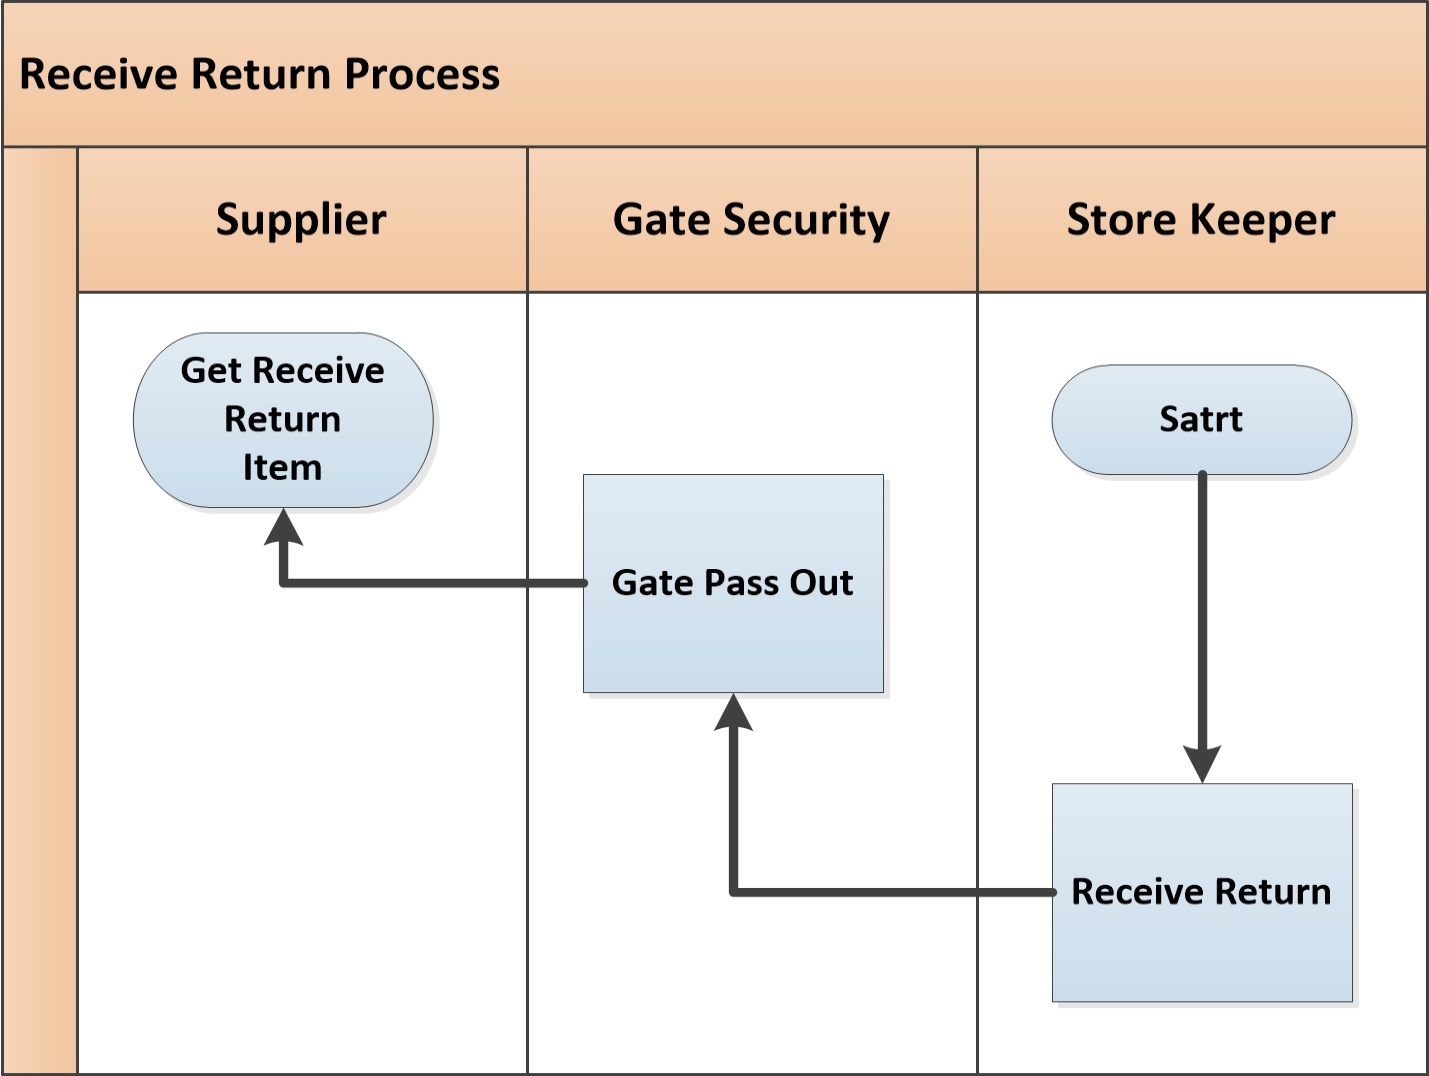 Receive Return Process
Supplier
Gate Security
Store Keeper
Get Receive
Return
Item
Satrt
Gate Pass Out
Receive Return